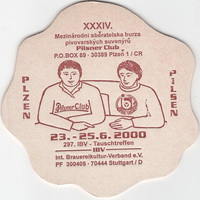 XXXIV.
Mezinárodní sběratelská burza
pivovarských suvenýrů
Pilsner Club
P.O.BOX 89 - 30389 Plzeň 1 / CR
PLZEN
PILSEN
Pilsner Club
23.-25.6.2000
297. IBV - Tauschtreffen
IBV
Int. Brauereikultur-Verband e.V.
PF 300408 - 70444 Stuttgart / D